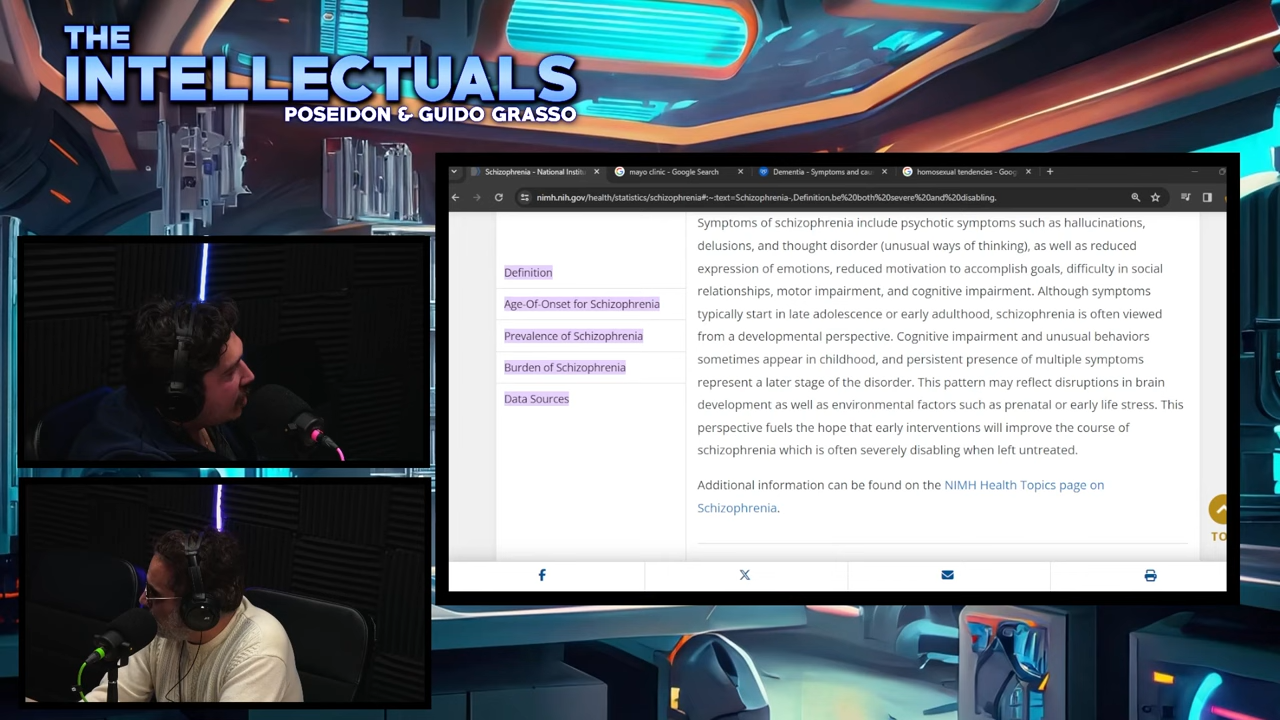 THE
INTELLECTUALS
POSEIDON & GUIDO GRASSO
Schizophrenia - National Instit
mayo clinic - Google Search
Dementia - Symptoms and cau
homosexual tendencies - Goog
nimh.nih.gov/health/statistics/schizophrenia#:~:text=Schizophrenia-,Definition,be%20both%20severe%20and%20disabling.
Definition
Age-Of-Onset for Schizophrenia
Prevalence of Schizophrenia
Burden of Schizophrenia
Data Sources
Symptoms of schizophrenia include psychotic symptoms such as hallucinations,
delusions, and thought disorder (unusual ways of thinking), as well as reduced
expression of emotions, reduced motivation to accomplish goals, difficulty in social
relationships, motor impairment, and cognitive impairment. Although symptoms
typically start in late adolescence or early adulthood, schizophrenia is often viewed
from a developmental perspective. Cognitive impairment and unusual behaviors
sometimes appear in childhood, and persistent presence of multiple symptoms
represent a later stage of the disorder. This pattern may reflect disruptions in brain
development as well as environmental factors such as prenatal or early life stress. This
perspective fuels the hope that early interventions will improve the course of
schizophrenia which is often severely disabling when left untreated.
Additional information can be found on the NIMH Health Topics page on
Schizophrenia.
TO